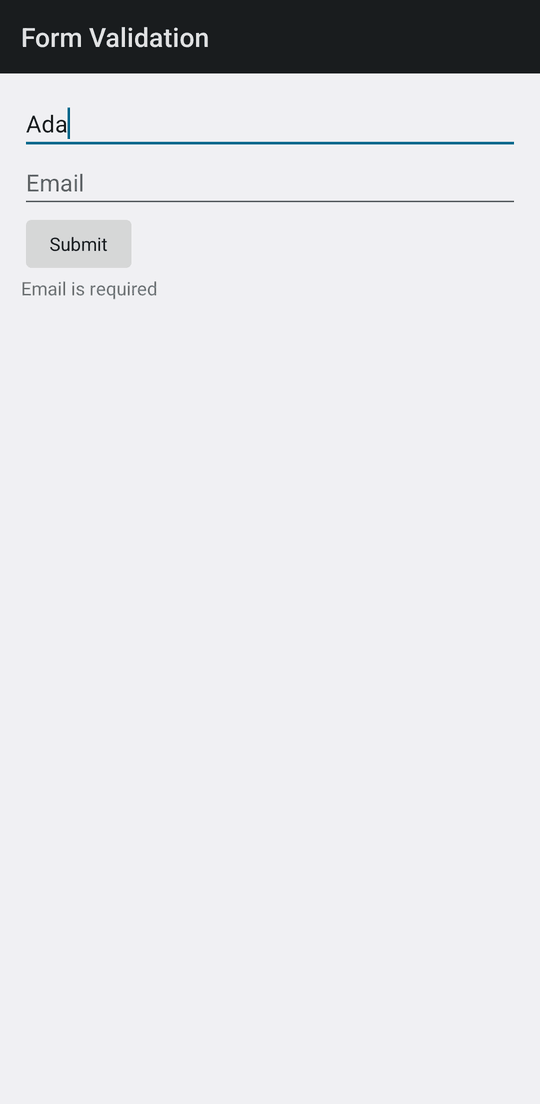 Form Validation
Ada
Email
Submit
Email is required